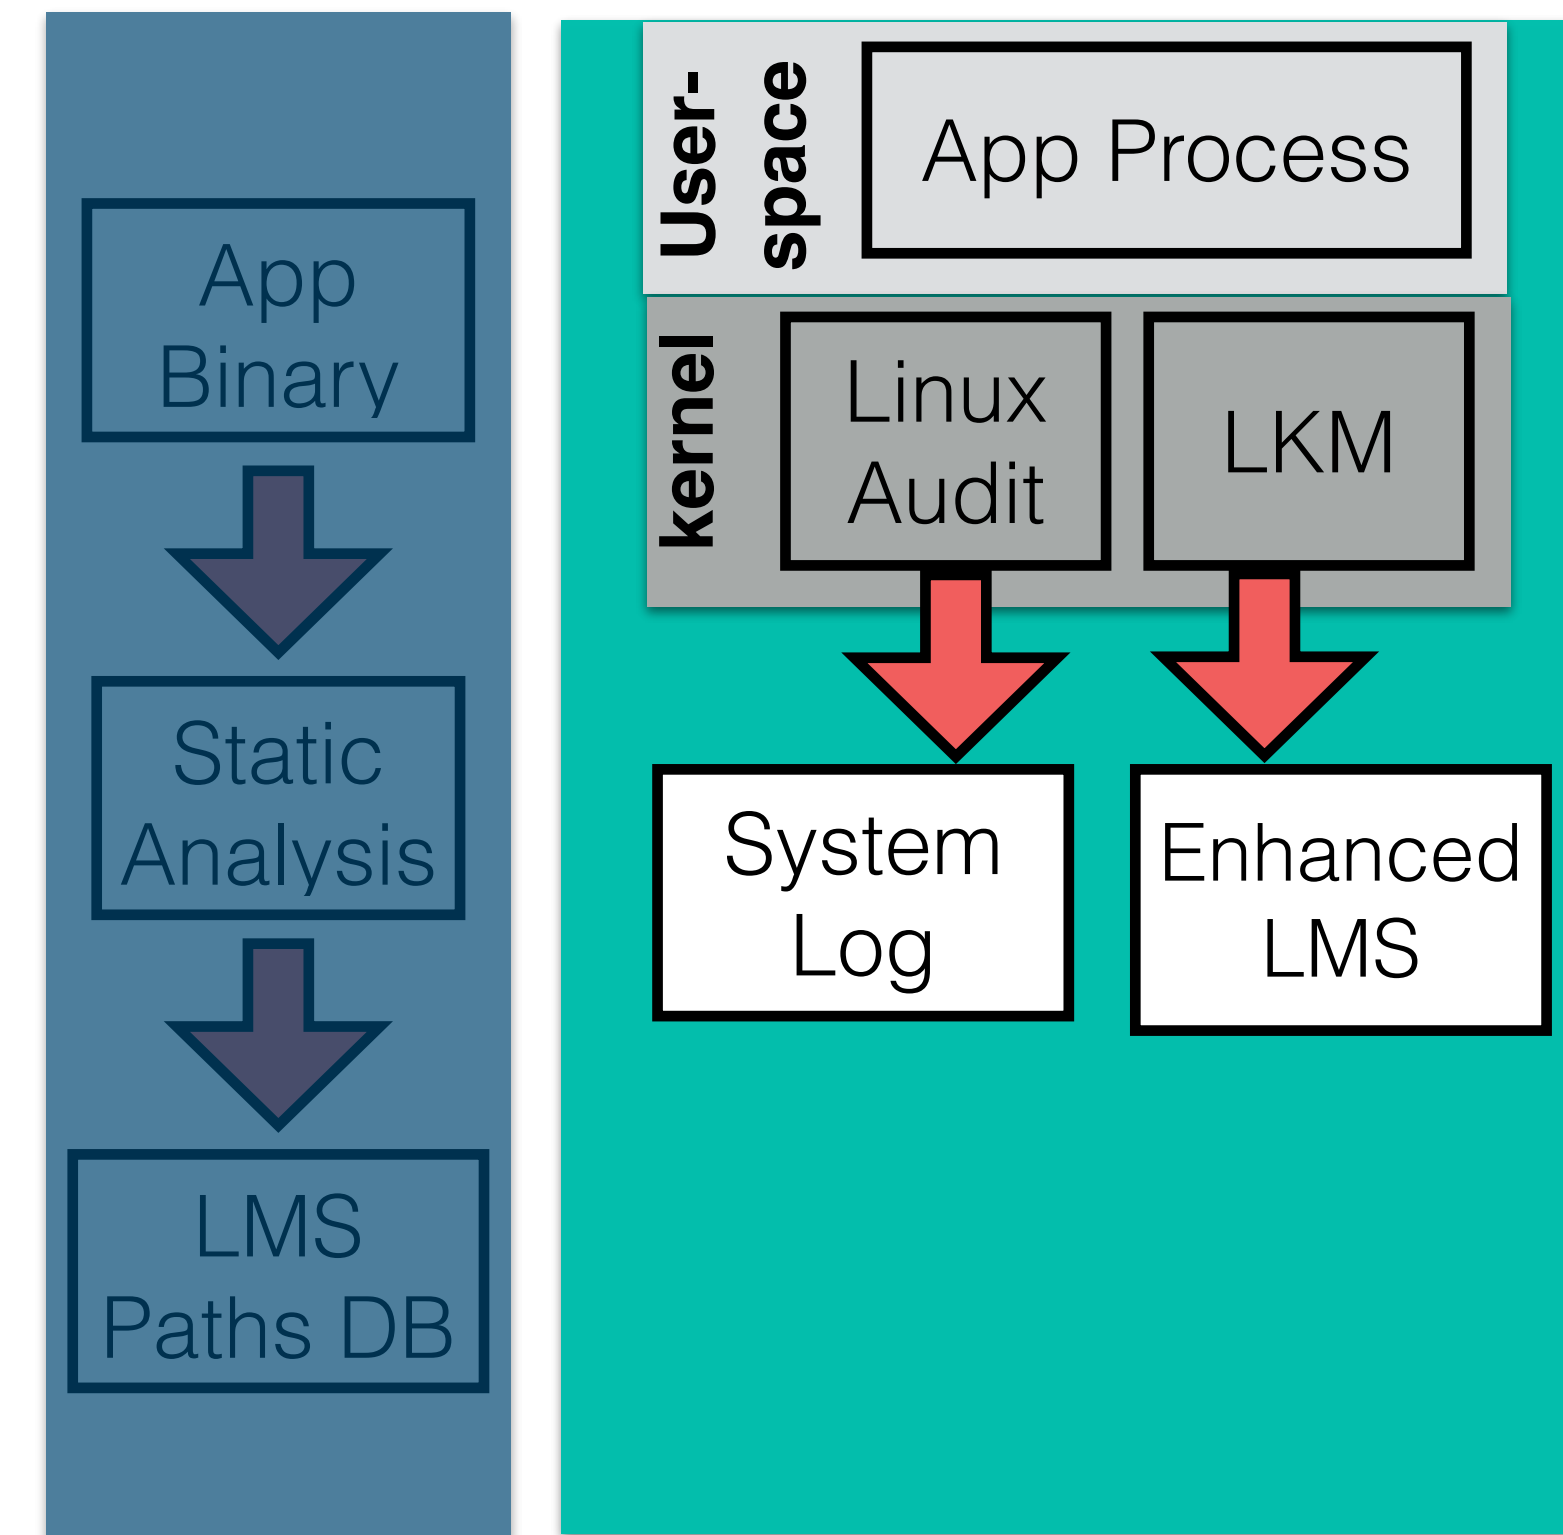 App
Binary
Static
Analysis
LMS
Paths DB
User-
space
App Process
kernel
Linux
Audit
LKM
System
Log
Enhanced
LMS